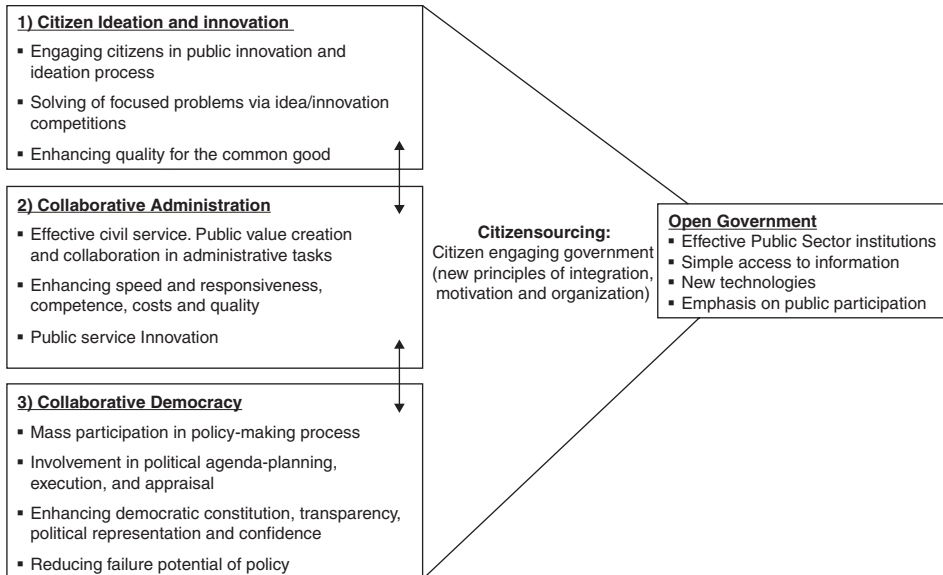 1) Citizen Ideation and innovation
▪ Engaging citizens in public innovation and
ideation process
▪ Solving of focused problems via idea/innovation
competitions
▪ Enhancing quality for the common good
2) Collaborative Administration
▪ Effective civil service. Public value creation
and collaboration in administrative tasks
▪ Enhancing speed and responsiveness,
competence, costs and quality
▪ Public service Innovation
3) Collaborative Democracy
▪ Mass participation in policy-making process
▪ Involvement in political agenda-planning,
execution, and appraisal
▪ Enhancing democratic constitution, transparency,
political representation and confidence
▪ Reducing failure potential of policy
Citizensourcing:
Citizen engaging government
(new principles of integration,
motivation and organization)
Open Government
▪ Effective Public Sector institutions
▪ Simple access to information
▪ New technologies
▪ Emphasis on public participation